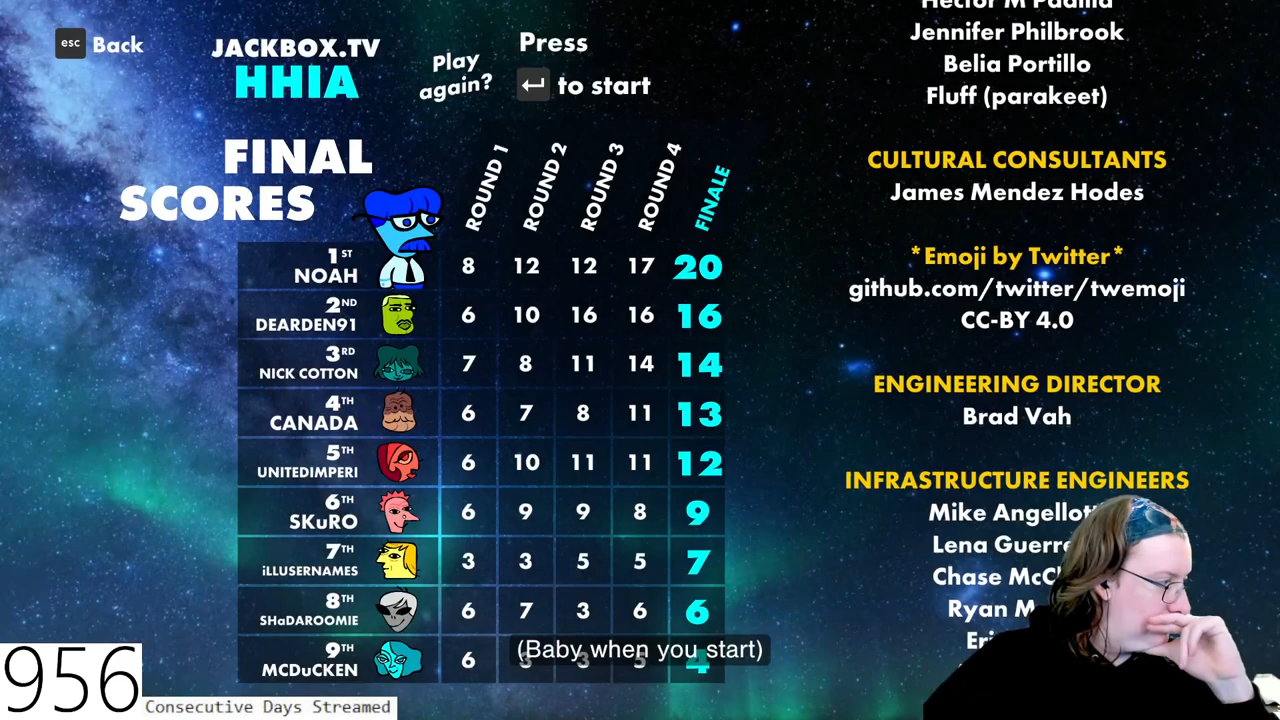 esc Back
JACKBOX.TV
HHIA
Play again?
Press
to start
FINAL
SCORES
ROUND 1
ROUND 2
ROUND 3
ROUND 4
FINALE
1ST NOAH 8 12 12 17 20
2ND DEARDEN91 6 10 16 16 16
3RD NICK COTTON 7 8 11 14 14
4TH CANADA 6 7 8 11 13
5TH UNITEDIMPERI 6 10 11 11 12
6TH SKuRO 6 9 9 8 9
7TH iLLUSERNAMES 3 3 5 5 7
8TH SHaDAROOMIE 6 7 3 6 6
9TH MCDuCKEN 6
(Baby when you start)
956
Consecutive Days Streamed
Jennifer Philbrook
Belia Portillo
Fluff (parakeet)
CULTURAL CONSULTANTS
James Mendez Hodes
*Emoji by Twitter*
github.com/twitter/twemoji
CC-BY 4.0
ENGINEERING DIRECTOR
Brad Vah
INFRASTRUCTURE ENGINEERS
Mike
Lena
Chase
Ryan